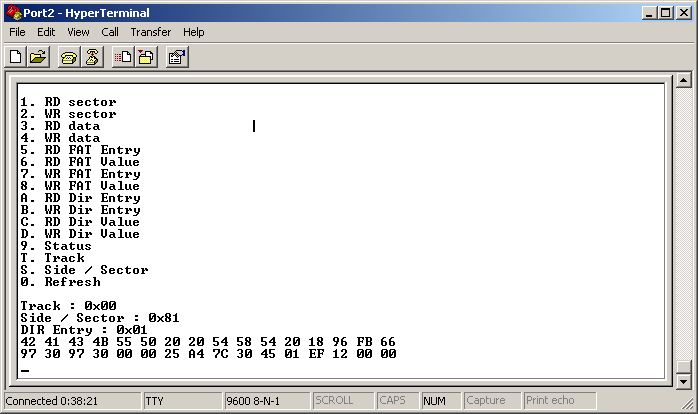 Port2 - HyperTerminal
File Edit View Call Transfer Help
1. RD sector
2. WR sector
3. RD data
4. WR data
5. RD FAT Entry
6. RD FAT Value
7. WR FAT Entry
8. WR FAT Value
A. RD Dir Entry
B. WR Dir Entry
C. RD Dir Value
D. WR Dir Value
9. Status
T. Track
S. Side / Sector
0. Refresh
Track : 0x00
Side / Sector : 0x81
DIR Entry : 0x01
42 41 43 4B 55 50 20 20 54 58 54 20 18 96 FB 66
97 30 97 30 00 00 25 A4 7C 30 45 01 EF 12 00 00
_
Connected 0:38:21 TTY 9600 8-N-1 SCROLL CAPS NUM Capture Print echo